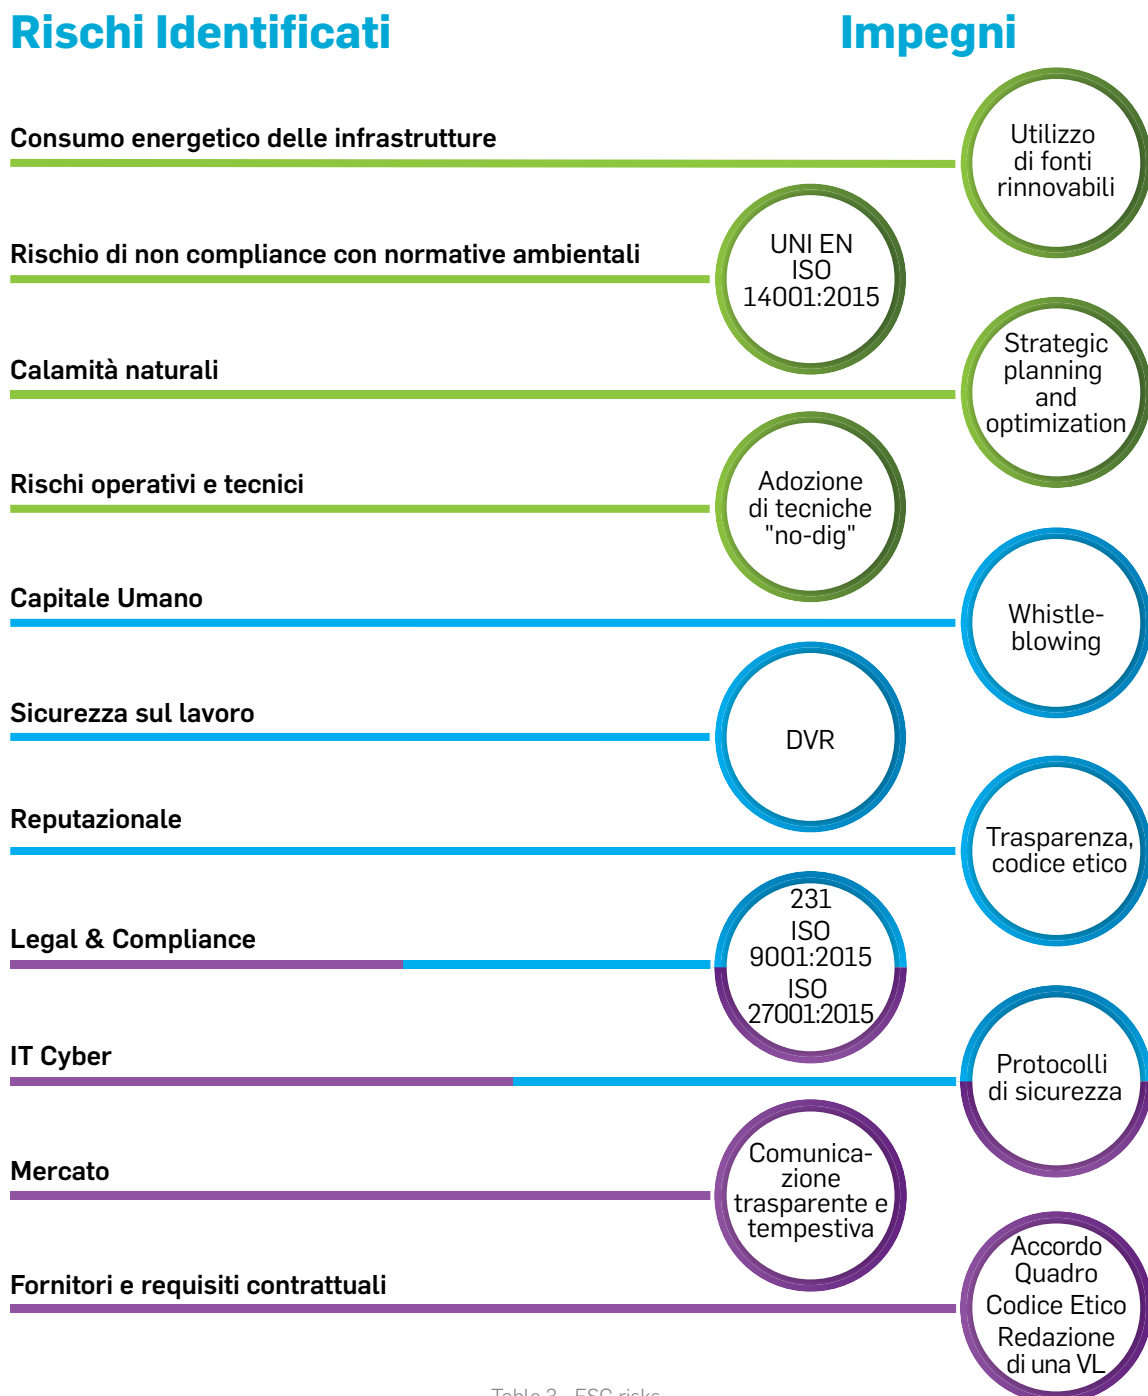 Rischi Identificati
Impegni
Consumo energetico delle infrastrutture
Utilizzo
di fonti
rinnovabili
Rischio di non compliance con normative ambientali
UNI EN
ISO
14001:2015
Calamità naturali
Strategic
planning
and
optimization
Rischi operativi e tecnici
Adozione
di tecniche
"no-dig"
Capitale Umano
Whistle-
blowing
Sicurezza sul lavoro
DVR
Reputazionale
Trasparenza,
codice etico
Legal & Compliance
231
ISO
9001:2015
ISO
27001:2015
IT Cyber
Protocolli
di sicurezza
Mercato
Comunica-
zione
trasparente e
tempestiva
Fornitori e requisiti contrattuali
Accordo
Quadro
Codice Etico
Redazione
di una VL
Table 3 - ESG risks